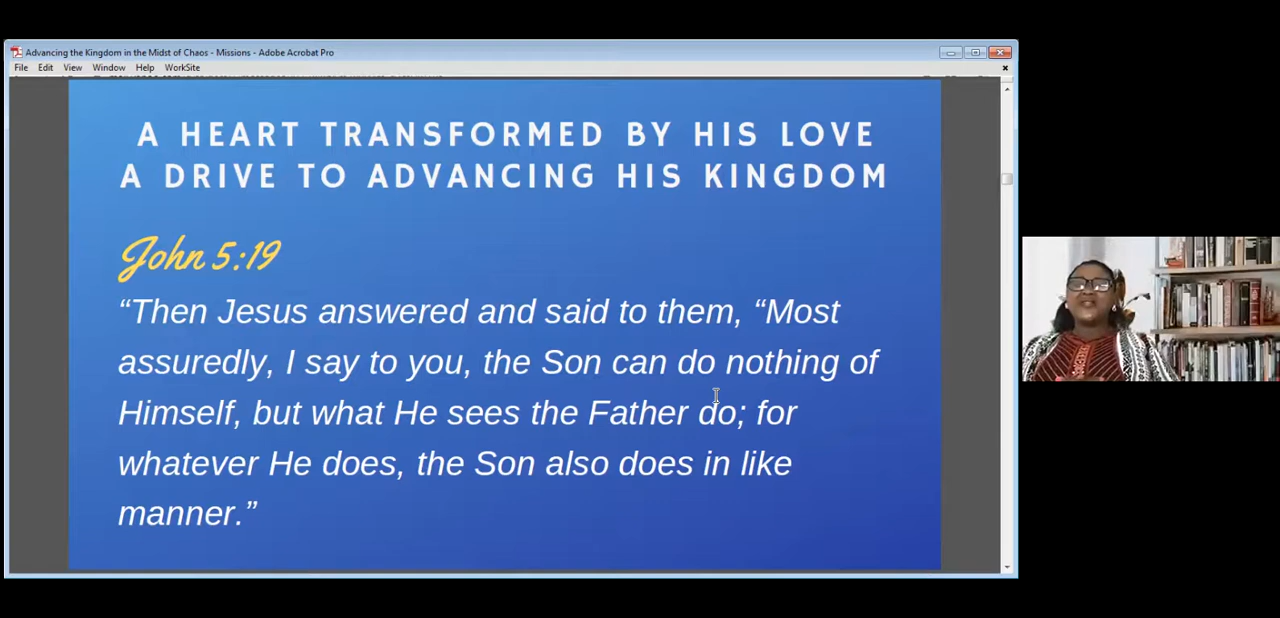 Advancing the Kingdom in the Midst of Chaos - Missions - Adobe Acrobat Pro
File Edit View Window Help WorkSite
A HEART TRANSFORMED BY HIS LOVE
A DRIVE TO ADVANCING HIS KINGDOM
John 5:19
“Then Jesus answered and said to them, “Most
assuredly, I say to you, the Son can do nothing of
Himself, but what He sees the Father do; for
whatever He does, the Son also does in like
manner.”